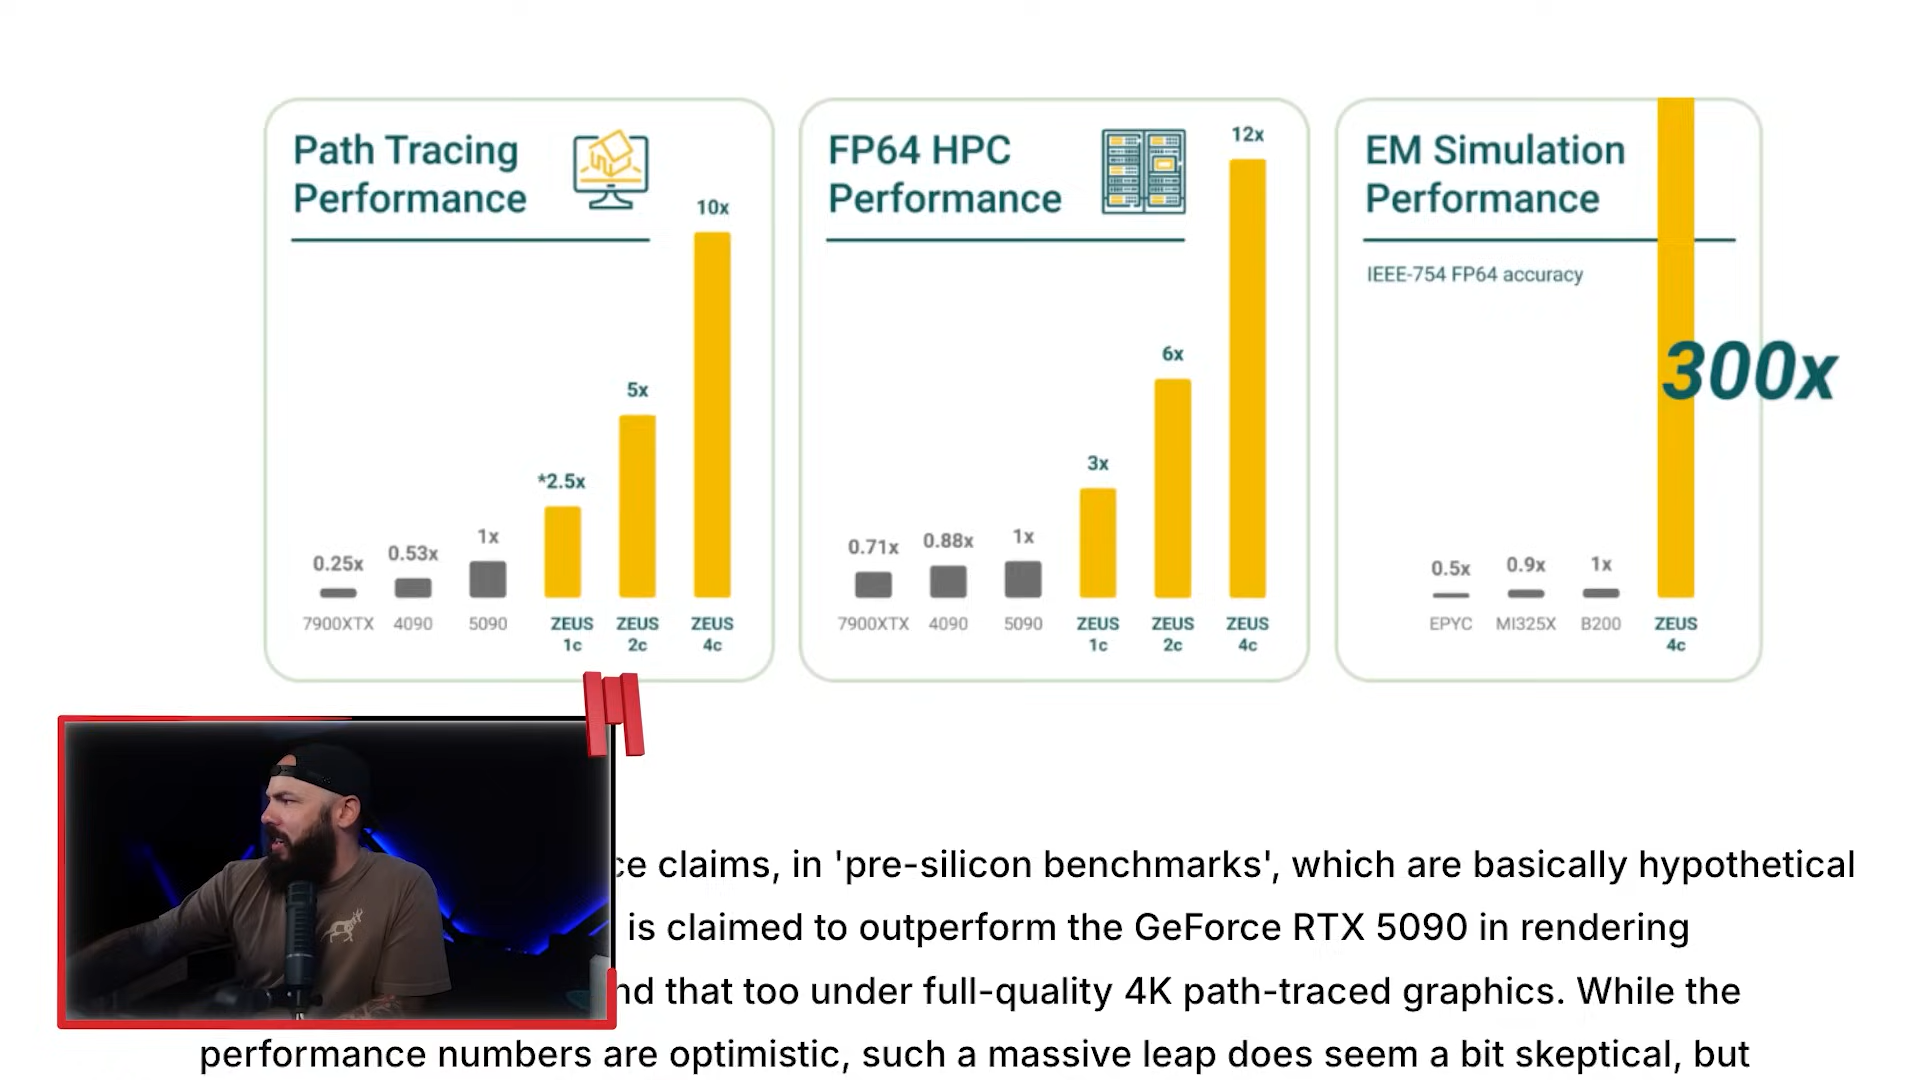 Path Tracing
Performance
10x
5x
*2.5x
1x
0.53x
0.25x
7900XTX 4090 5090 ZEUS 1c ZEUS 2c ZEUS 4c
FP64 HPC
Performance
12x
6x
3x
1x
0.88x
0.71x
7900XTX 4090 5090 ZEUS 1c ZEUS 2c ZEUS 4c
EM Simulation
Performance
IEEE-754 FP64 accuracy
300x
0.5x 0.9x 1x
EPYC MI325X B200 ZEUS 4c
claims, in 'pre-silicon benchmarks', which are basically hypothetical
is claimed to outperform the GeForce RTX 5090 in rendering
that too under full-quality 4K path-traced graphics. While the
performance numbers are optimistic, such a massive leap does seem a bit skeptical, but